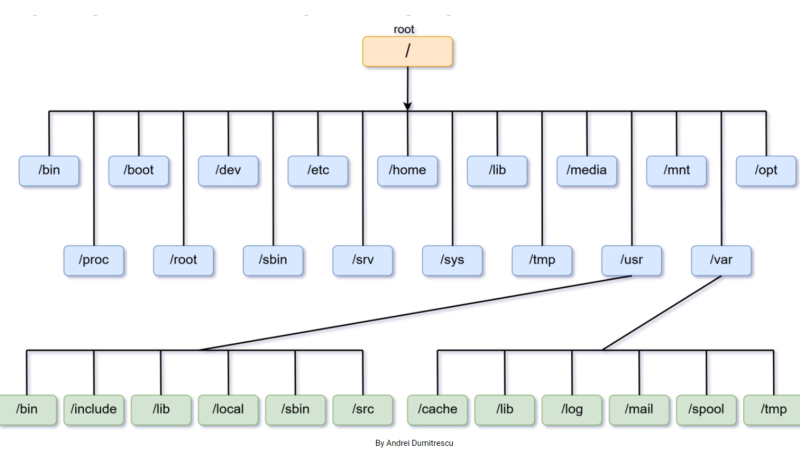 root
/
/bin
/boot
/dev
/etc
/home
/lib
/media
/mnt
/opt
/proc
/root
/sbin
/srv
/sys
/tmp
/usr
/var
/bin
/include
/lib
/local
/sbin
/src
/cache
/lib
/log
/mail
/spool
/tmp
By Andrei Dumitrescu